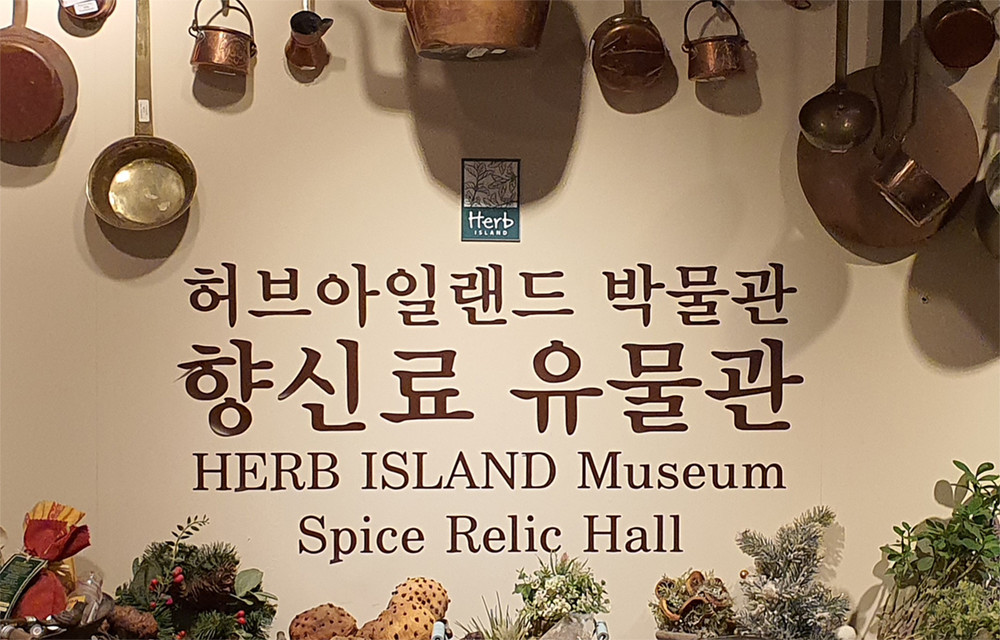 Herb
ISLAND
허브아일랜드 박물관
향신료 유물관
HERB ISLAND Museum
Spice Relic Hall